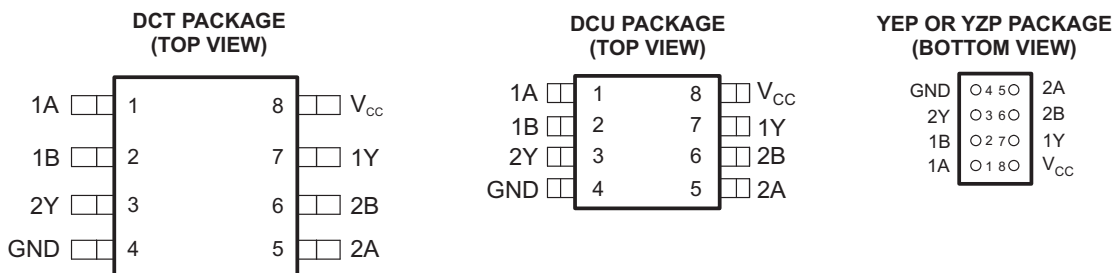 DCT PACKAGE
(TOP VIEW)
1A 1 8 VCC
1B 2 7 1Y
2Y 3 6 2B
GND 4 5 2A
DCU PACKAGE
(TOP VIEW)
1A 1 8 VCC
1B 2 7 1Y
2Y 3 6 2B
GND 4 5 2A
YEP OR YZP PACKAGE
(BOTTOM VIEW)
GND 4 5 2A
2Y 3 6 2B
1B 2 7 1Y
1A 1 8 VCC